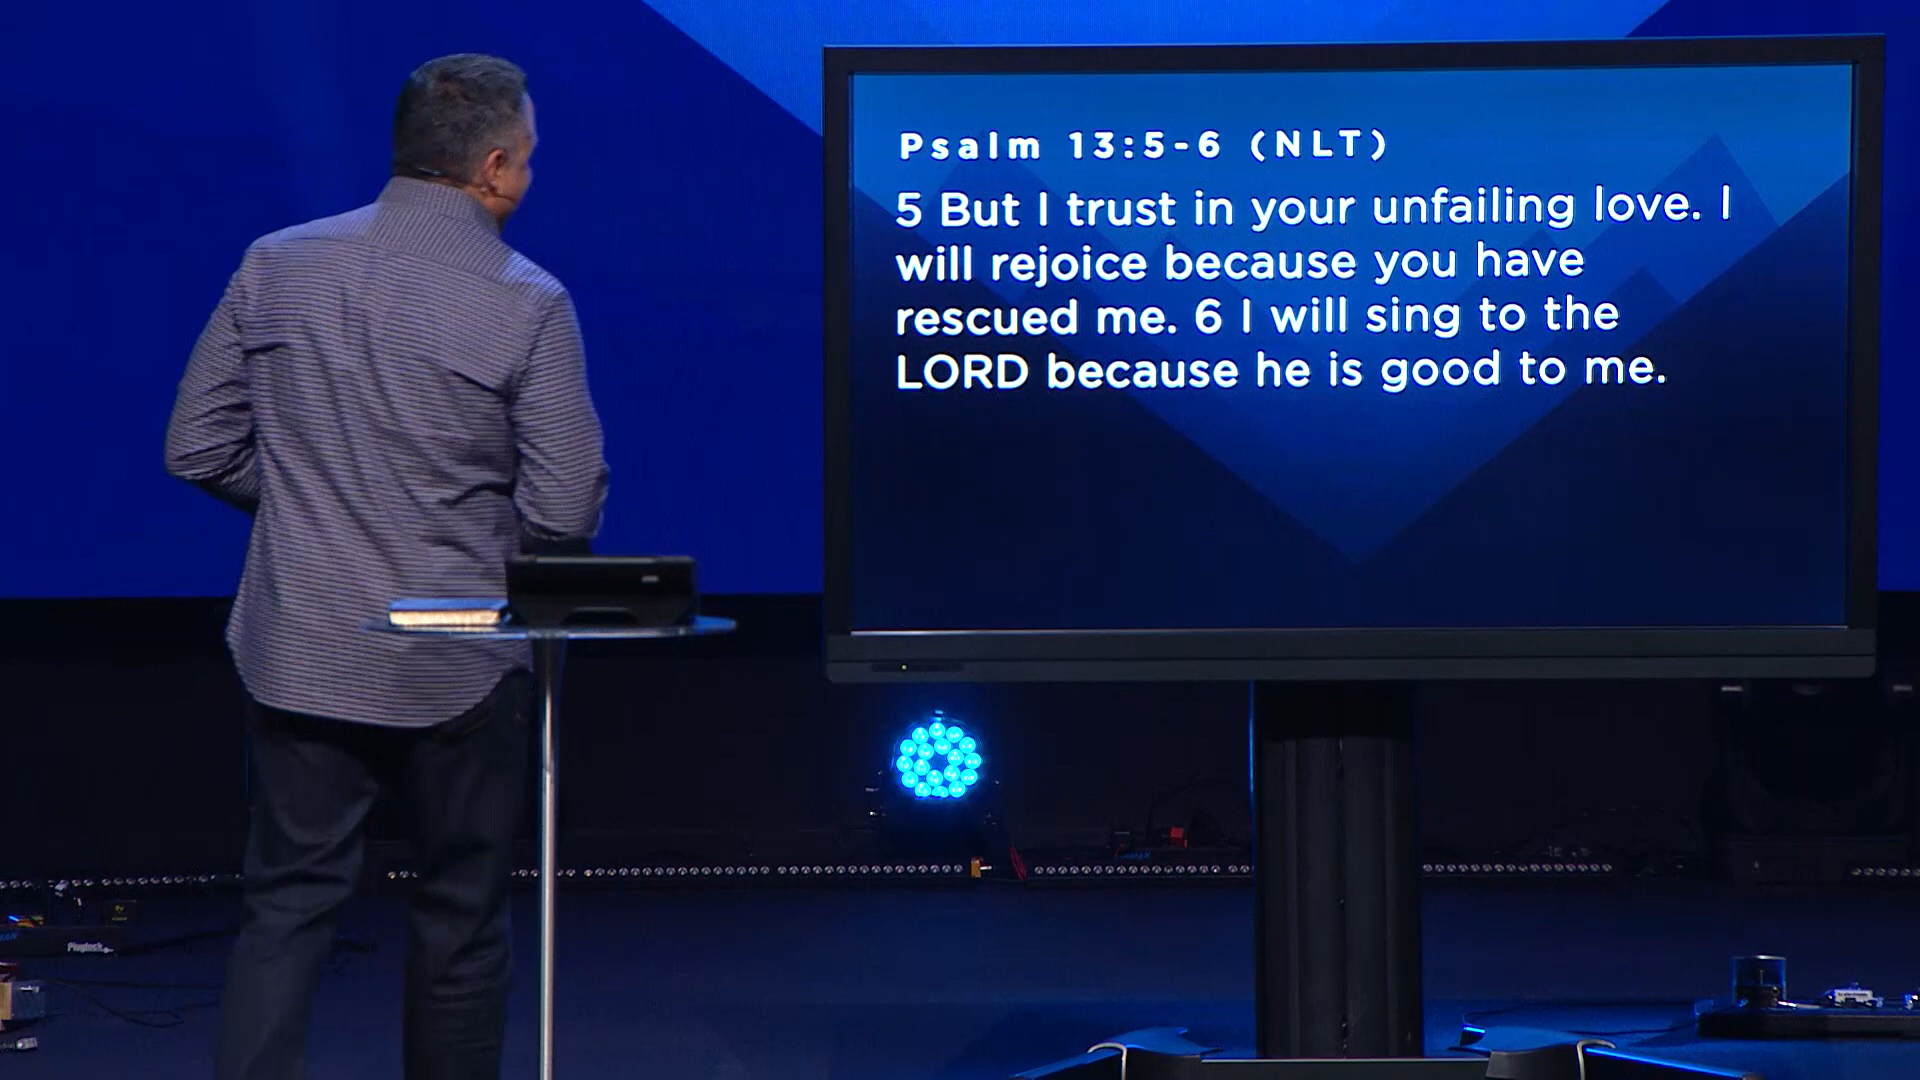 Psalm 13:5-6 (NLT)
5 But I trust in your unfailing love. I
will rejoice because you have
rescued me. 6 I will sing to the
LORD because he is good to me.